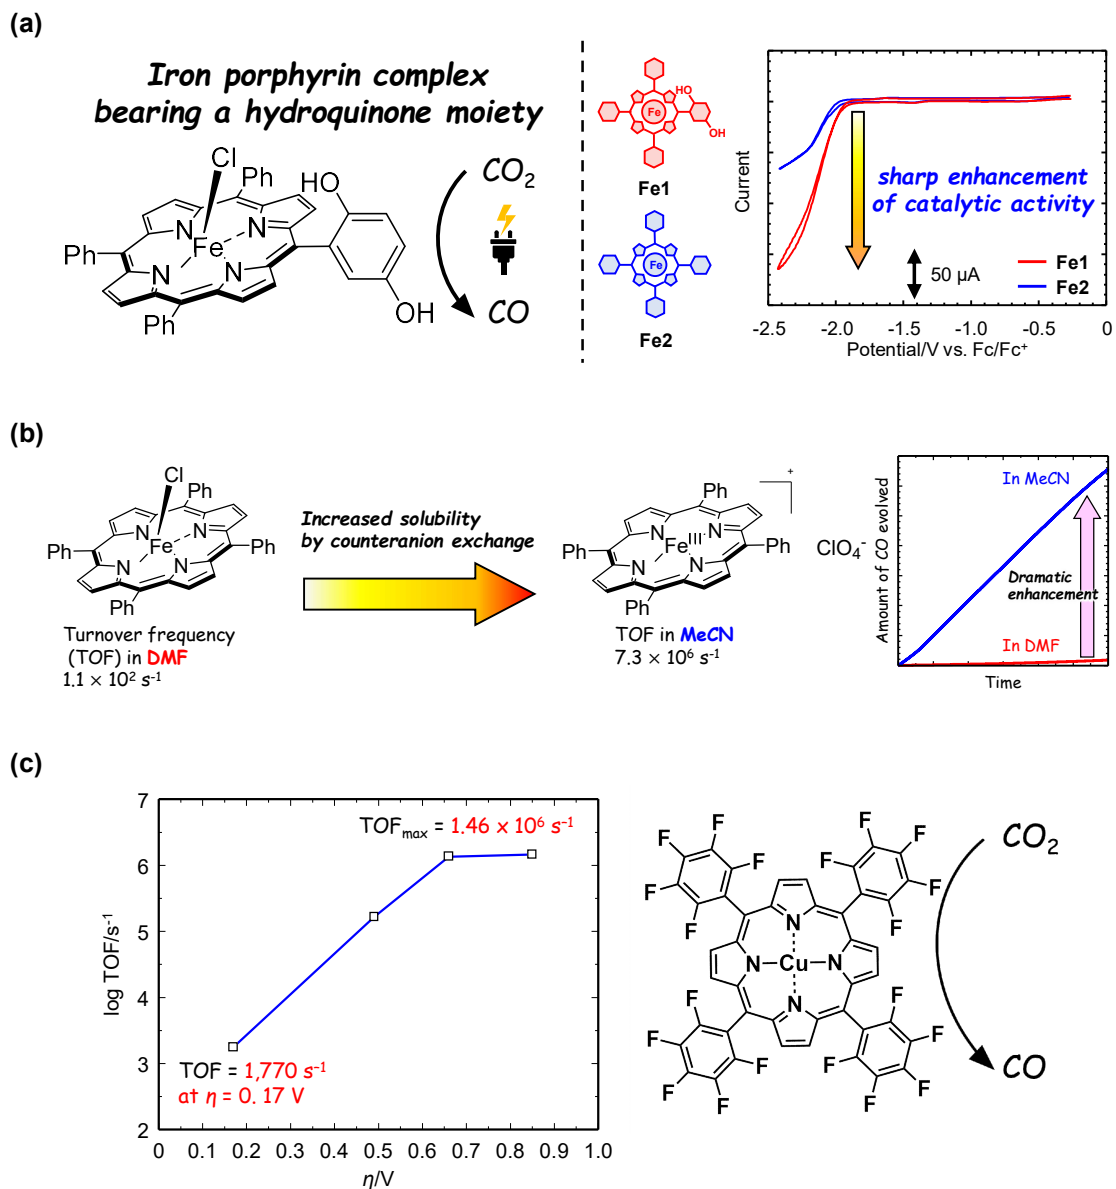 (a)
Iron porphyrin complex
bearing a hydroquinone moiety
Cl
Ph
HO
N
N
Fe
Ph
N
N
Ph
OH
CO₂
CO
HO
Fe
OH
Fe1
Fe
Fe2
Current
sharp enhancement
of catalytic activity
50 μA
Fe1
Fe2
-2.5 -2.0 -1.5 -1.0 -0.5 0
Potential/V vs. Fc/Fc⁺
(b)
Cl
Ph
N
N
Ph
Fe
Ph
N
N
Ph
Turnover frequency
(TOF) in DMF
1.1 × 10² s⁻¹
Increased solubility
by counteranion exchange
+
Ph
N
N
Ph
Feᴵᴵᴵ
Ph
N
N
Ph
ClO₄⁻
TOF in MeCN
7.3 × 10⁶ s⁻¹
Amount of CO evolved
In MeCN
Dramatic
enhancement
In DMF
Time
(c)
log TOF/s⁻¹
7
6
5
4
3
2
TOFmax = 1.46 x 10⁶ s⁻¹
TOF = 1,770 s⁻¹
at η = 0. 17 V
0 0.1 0.2 0.3 0.4 0.5 0.6 0.7 0.8 0.9 1.0
η/V
F
F
F
F
F
F
F
F
F
F
N
N
Cu
N
N
F
F
F
F
F
F
F
F
F
F
CO₂
CO